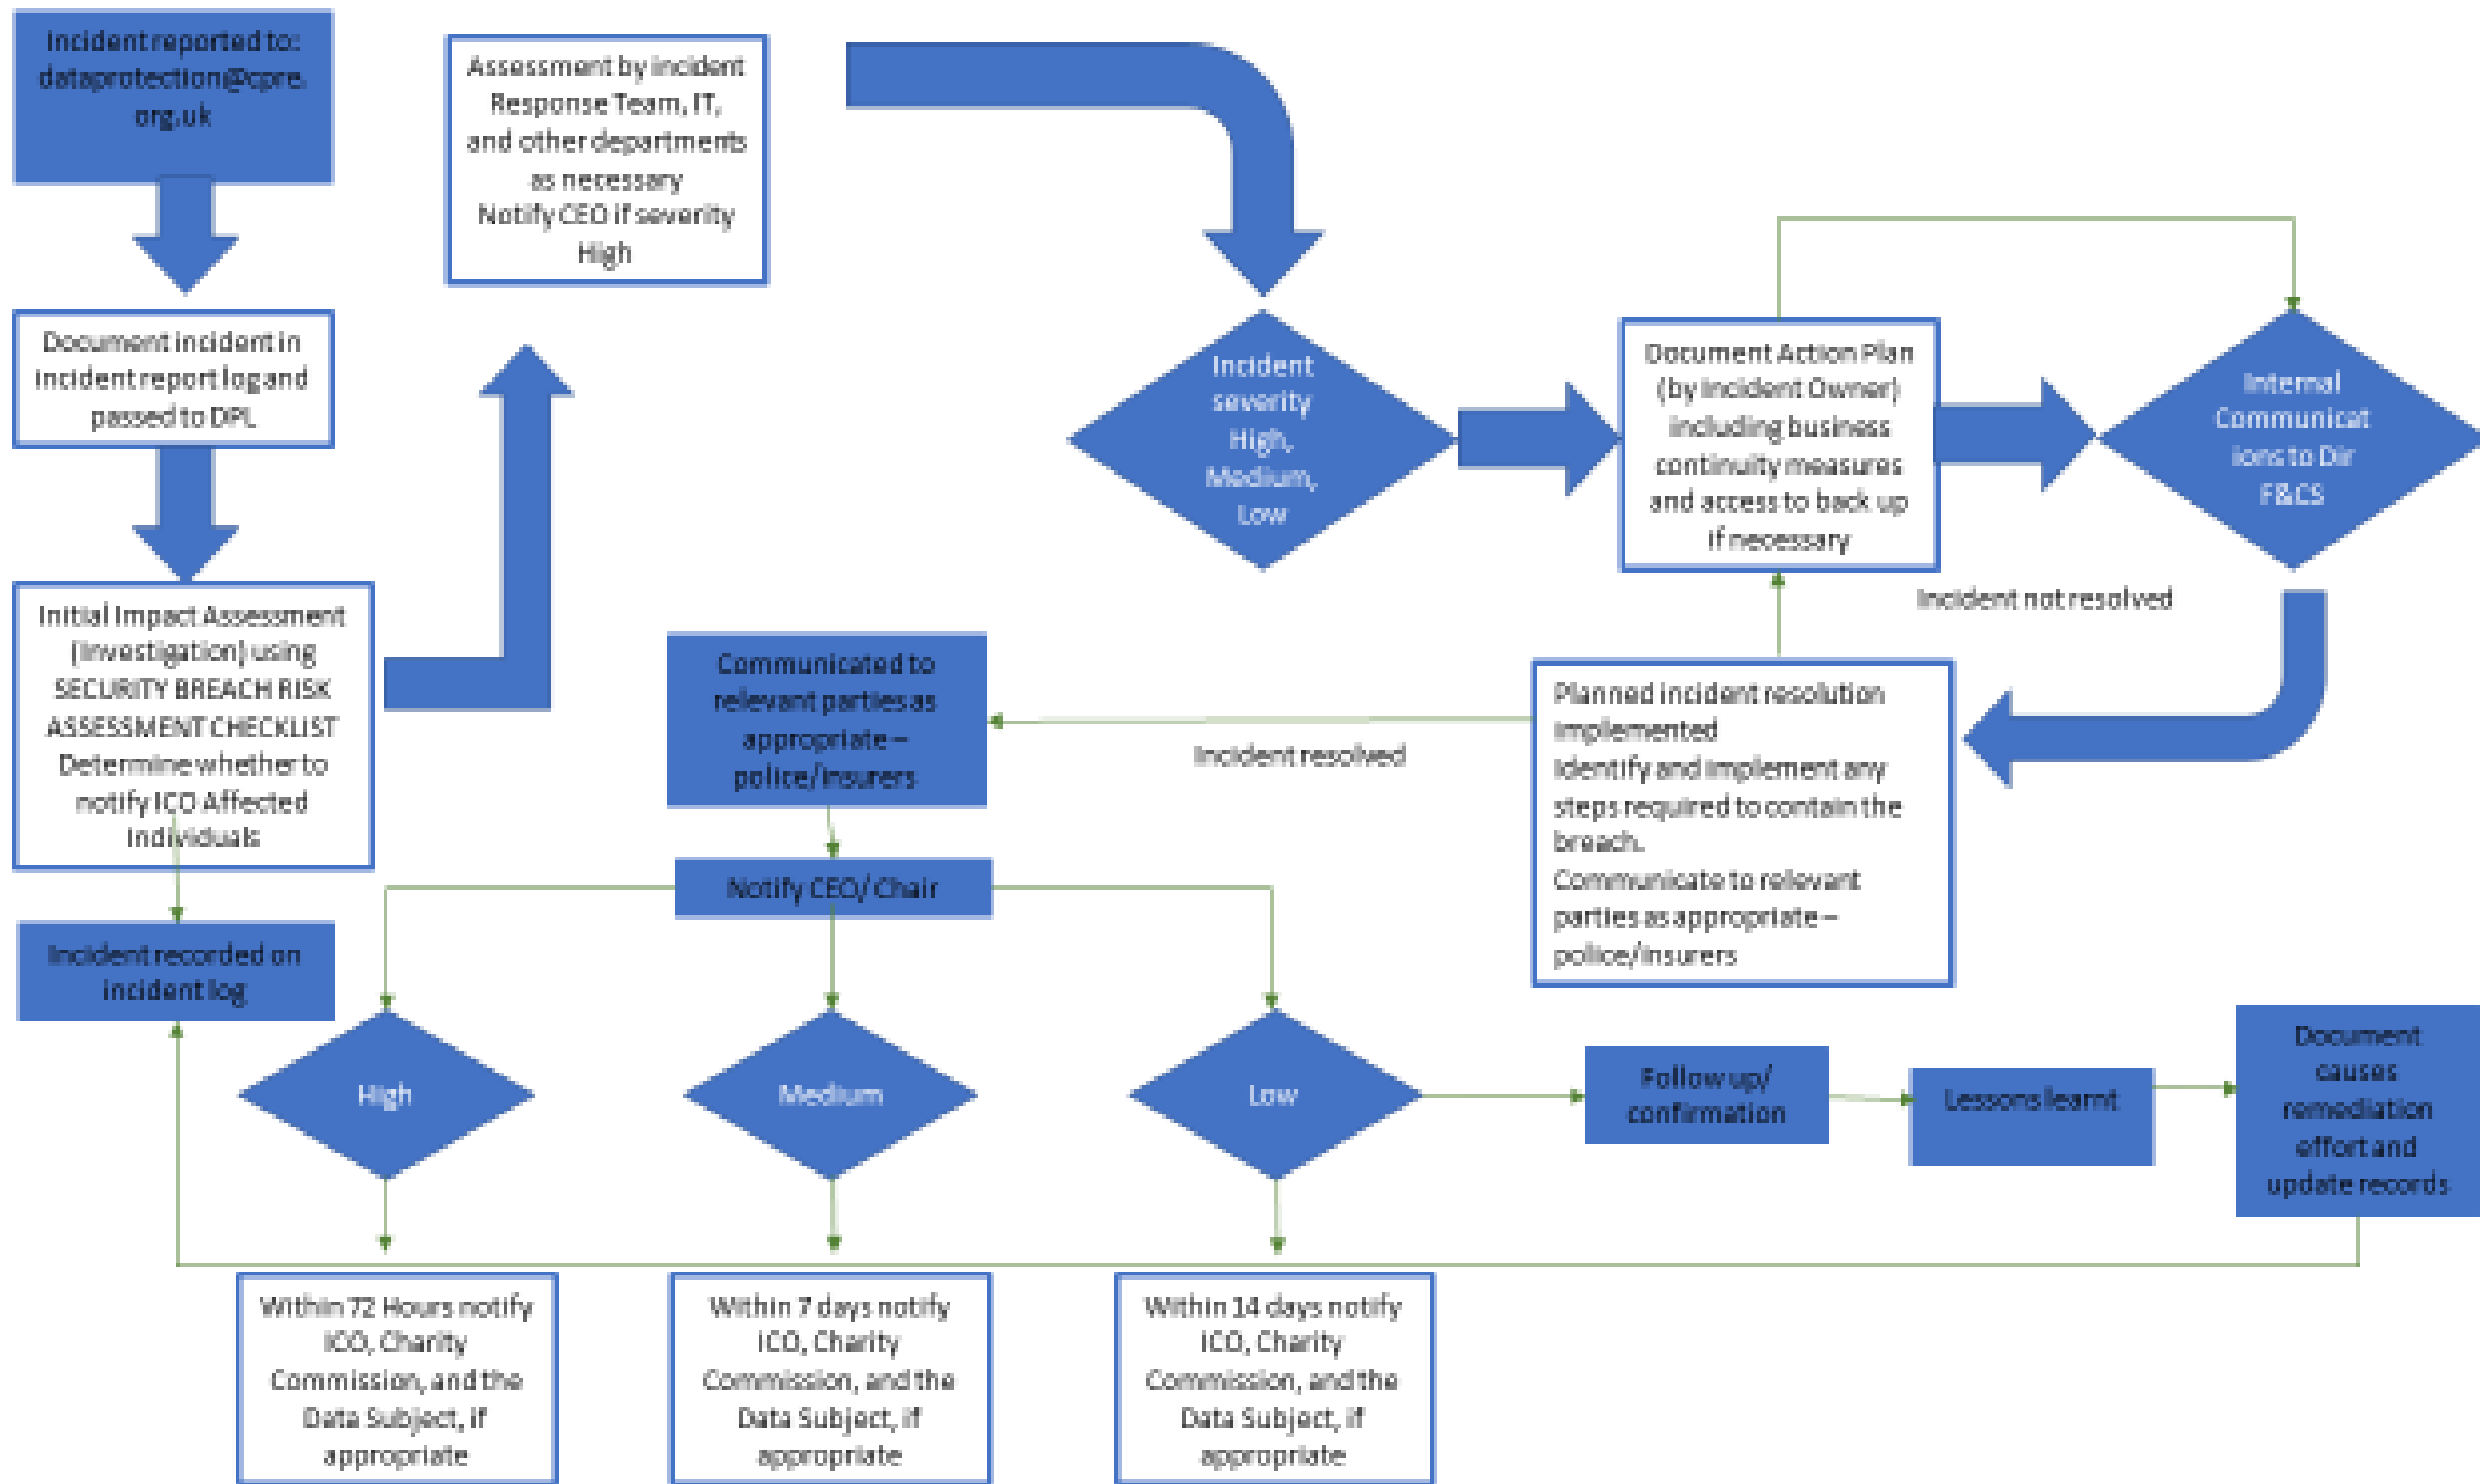 Incident reported to:
dataprotection@cpre.
org.uk
Document incident in
incident report log and
passed to DPL
Initial Impact Assessment
(Investigation) using
SECURITY BREACH RISK
ASSESSMENT CHECKLIST
Determine whether to
notify ICO Affected
Individuals
Incident recorded on
incident log
Assessment by incident
Response Team, IT,
and other departments
as necessary
Notify CEO if severity
High
Incident
severity
High,
Medium,
Low
Document Action Plan
(by Incident Owner)
including business
continuity measures
and access to back up
if necessary
Internal
Communicat
ions to Dir
F&CS
Incident not resolved
Planned incident resolution
implemented
Identify and implement any
steps required to contain the
breach.
Communicate to relevant
parties as appropriate –
police/insurers
Incident resolved
Communicated to
relevant parties as
appropriate –
police/insurers
Notify CEO/ Chair
High
Medium
Low
Follow up/
confirmation
Lessons learnt
Document
causes
remediation
effort and
update records
Within 72 Hours notify
ICO, Charity
Commission, and the
Data Subject, if
appropriate
Within 7 days notify
ICO, Charity
Commission, and the
Data Subject, if
appropriate
Within 14 days notify
ICO, Charity
Commission, and the
Data Subject, if
appropriate